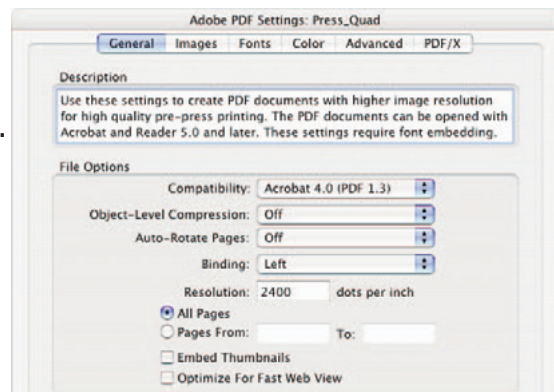 Adobe PDF Settings: Press_Quad
General Images Fonts Color Advanced PDF/X
Description
Use these settings to create PDF documents with higher image resolution
for high quality pre-press printing. The PDF documents can be opened with
Acrobat and Reader 5.0 and later. These settings require font embedding.
File Options
Compatibility: Acrobat 4.0 (PDF 1.3)
Object-Level Compression: Off
Auto-Rotate Pages: Off
Binding: Left
Resolution: 2400 dots per inch
All Pages
Pages From: To:
Embed Thumbnails
Optimize For Fast Web View